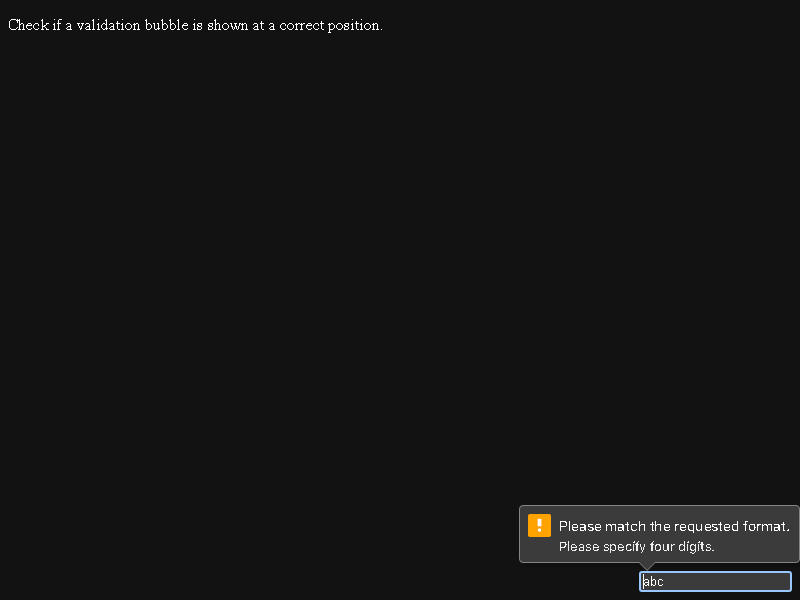 Check if a validation bubble is shown at a correct position.
Please match the requested format.
Please specify four digits.
abc